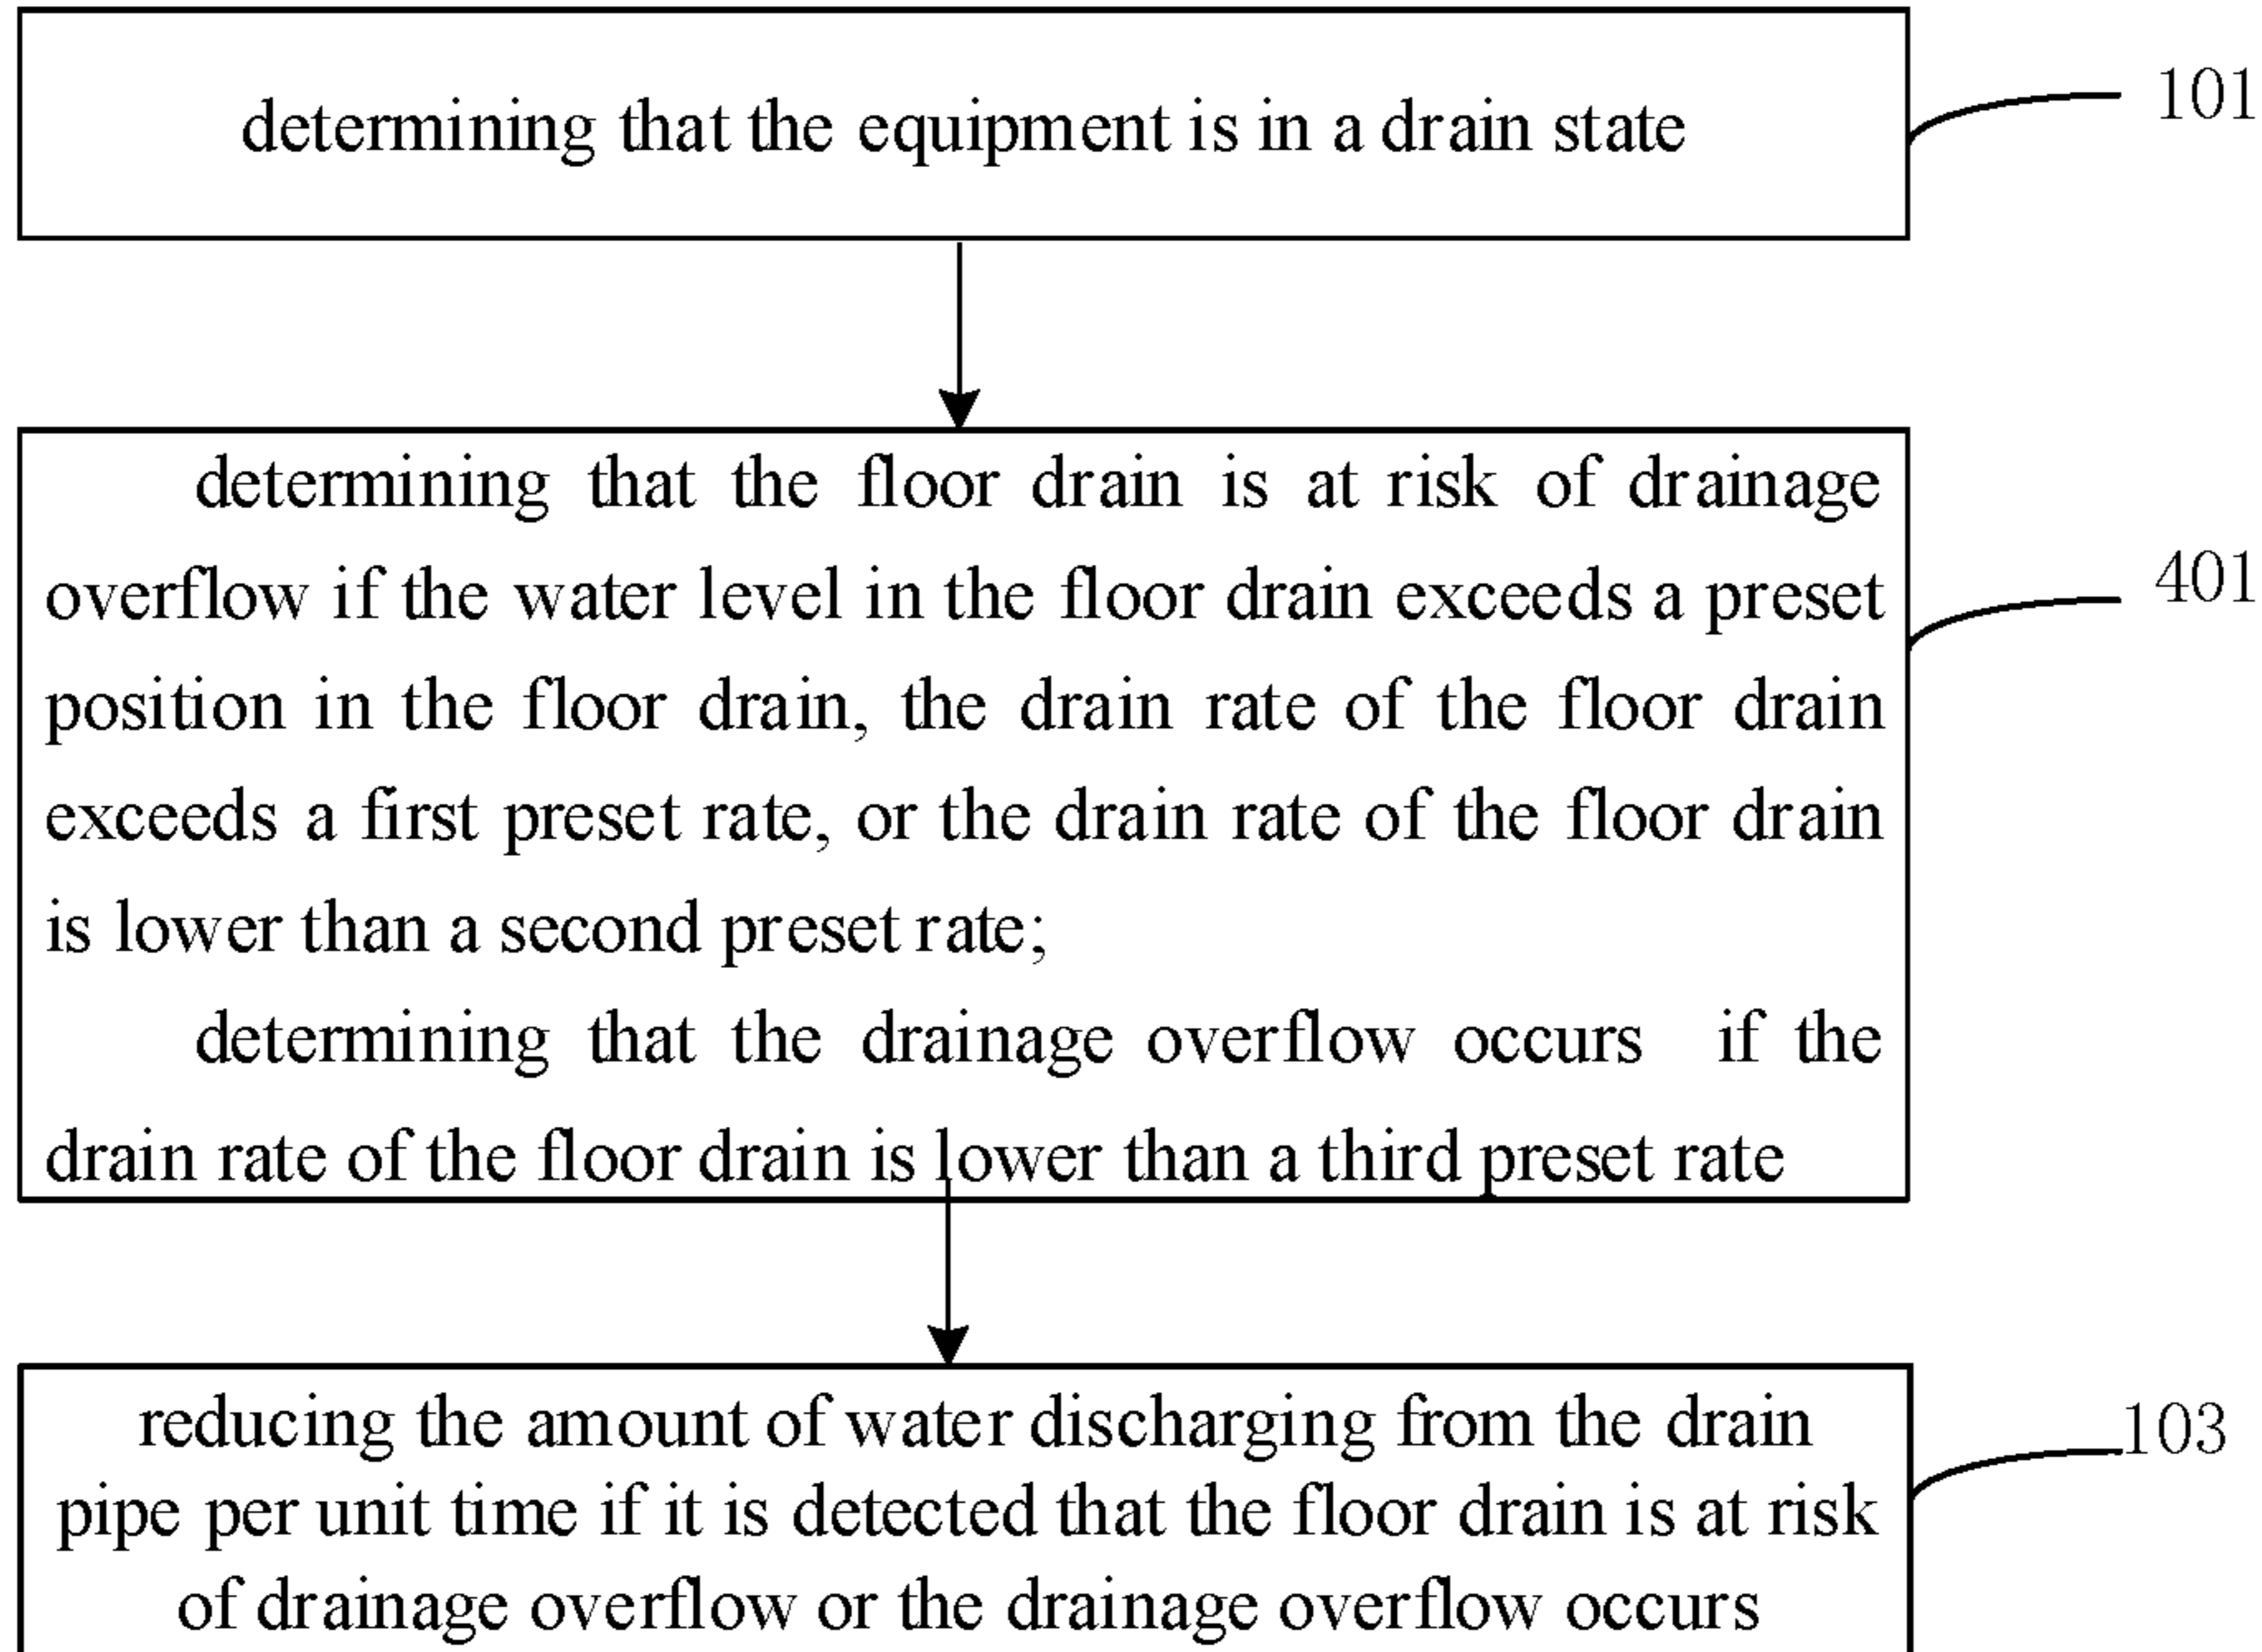 determining that the equipment is in a drain state
101
determining that the floor drain is at risk of drainage
overflow if the water level in the floor drain exceeds a preset
position in the floor drain, the drain rate of the floor drain
exceeds a first preset rate, or the drain rate of the floor drain
is lower than a second preset rate;
determining that the drainage overflow occurs if the
drain rate of the floor drain is lower than a third preset rate
401
reducing the amount of water discharging from the drain
pipe per unit time if it is detected that the floor drain is at risk
of drainage overflow or the drainage overflow occurs
103